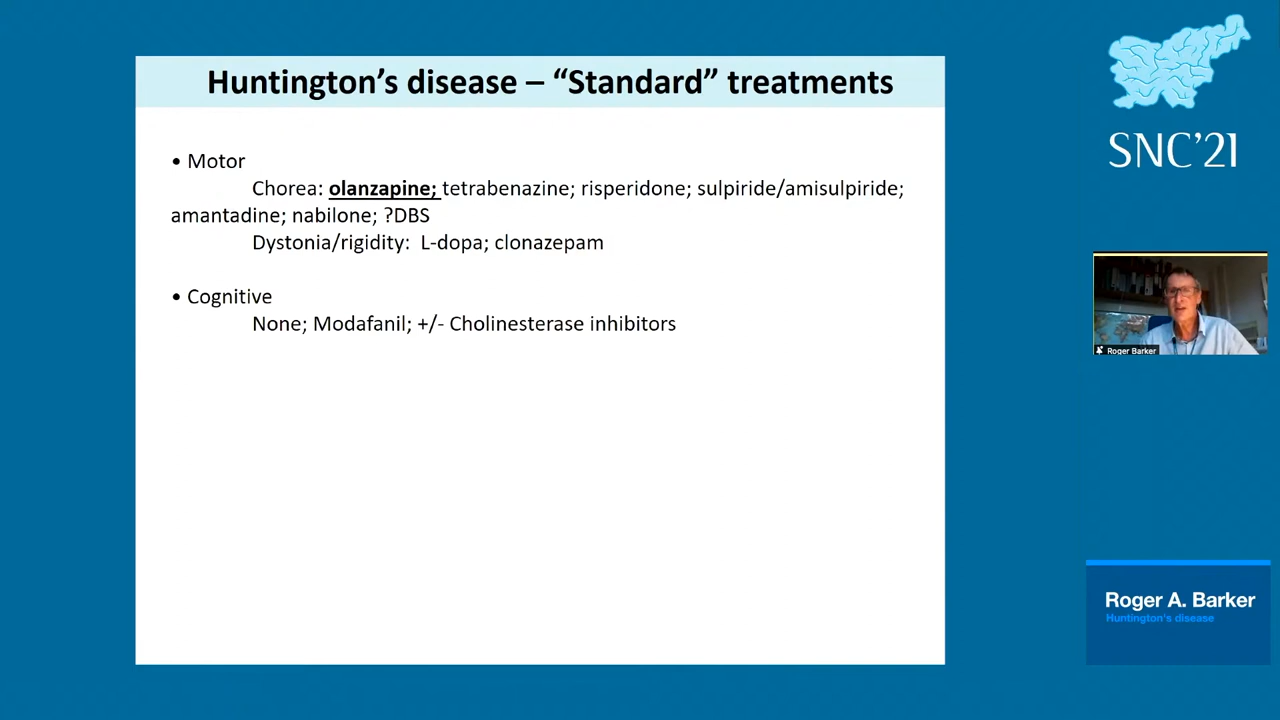 Huntington's disease – “Standard” treatments
• Motor
Chorea: olanzapine; tetrabenazine; risperidone; sulpiride/amisulpiride;
amantadine; nabilone; ?DBS
Dystonia/rigidity: L-dopa; clonazepam
• Cognitive
None; Modafanil; +/- Cholinesterase inhibitors
SNC'21
Roger Barker
Roger A. Barker
Huntington's disease